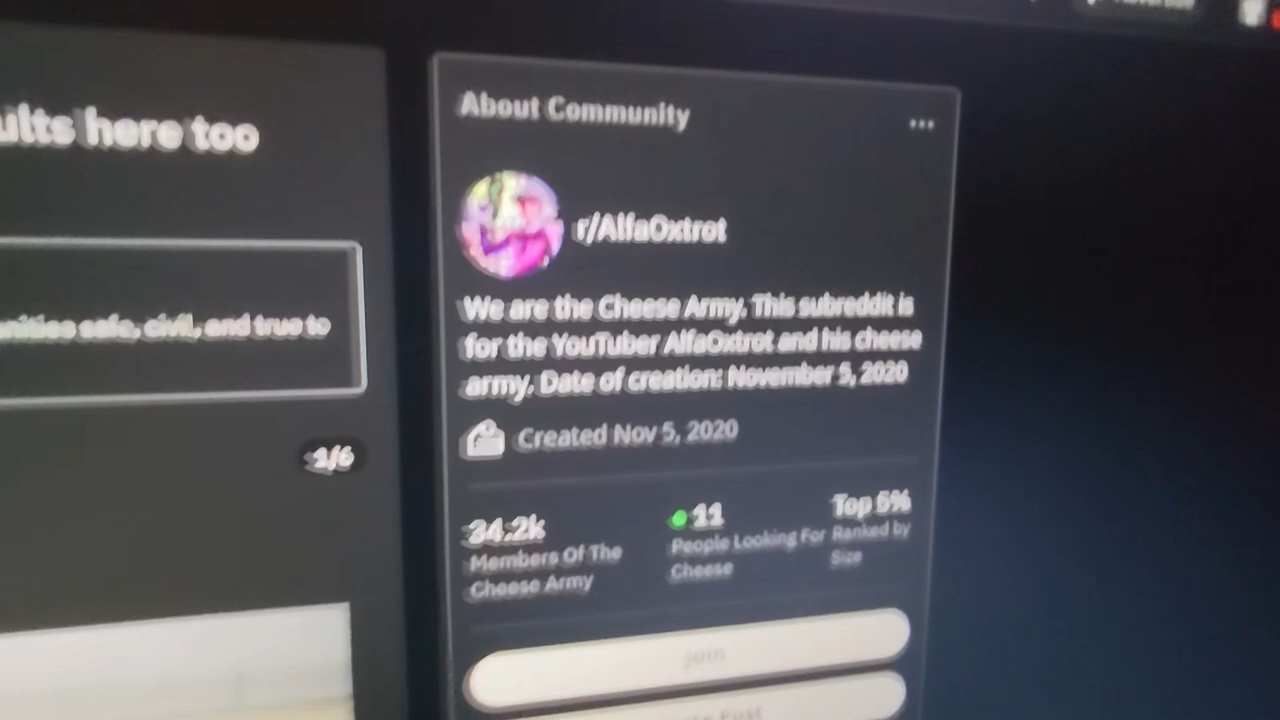 ults here too
nities safe, civil, and true to
1/6
About Community
r/AlfaOxtrot
We are the Cheese Army. This subreddit is
for the YouTuber AlfaOxtrot and his cheese
army. Date of creation: November 5, 2020
Created Nov 5, 2020
34.2k
Members Of The
Cheese Army
11
People Looking For
Cheese
Top 5%
Ranked by
Size
Join
Post